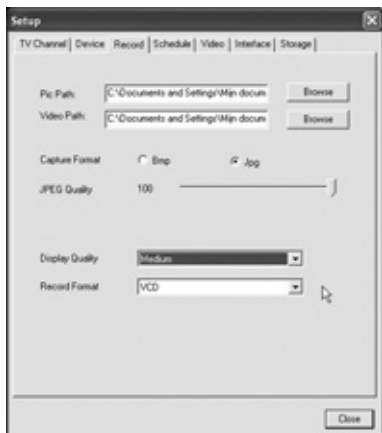 Setup
TV Channel Device Record Schedule Video Interface Storage
Pic Path: C:\Documents and Settings\Mijn docum Browse
Video Path: C:\Documents and Settings\Mijn docum Browse
Capture Format Bmp Jpg
JPEG Quality 100
Display Quality Medium
Record Format VCD
Close